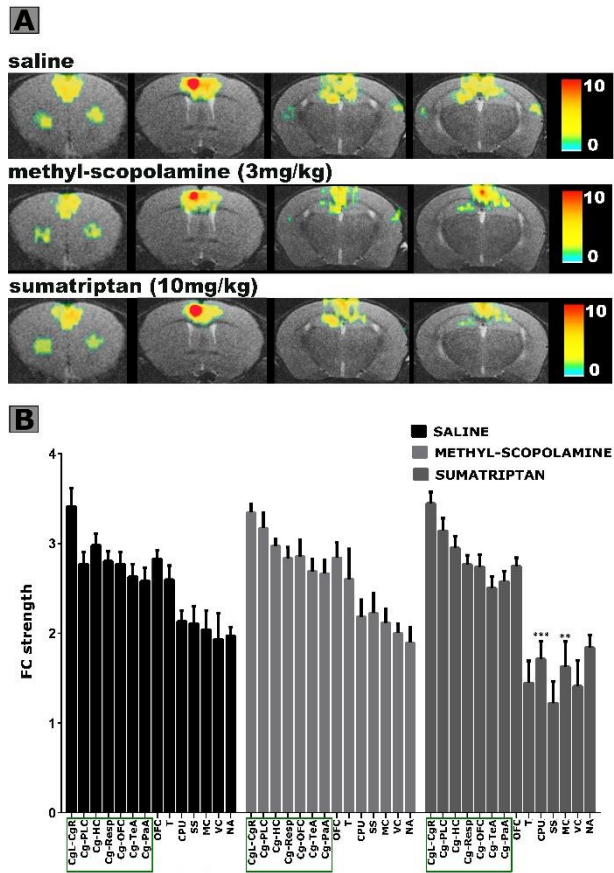 A
saline
10
0
methyl-scopolamine (3mg/kg)
10
0
sumatriptan (10mg/kg)
10
0
B
SALINE
METHYL-SCOPOLAMINE
SUMATRIPTAN
4
3
2
1
0
FC strength
*** **
CgL-CgR Cg-PLC Cg-HC Cg-Resp Cg-OFC Cg-TeA Cg-PaA OFC T CPU SS MC VC NA
CgL-CgR Cg-PLC Cg-HC Cg-Resp Cg-OFC Cg-TeA Cg-PaA OFC T CPU SS MC VC NA
CgL-CgR Cg-PLC Cg-HC Cg-Resp Cg-OFC Cg-TeA Cg-PaA OFC T CPU SS MC VC NA